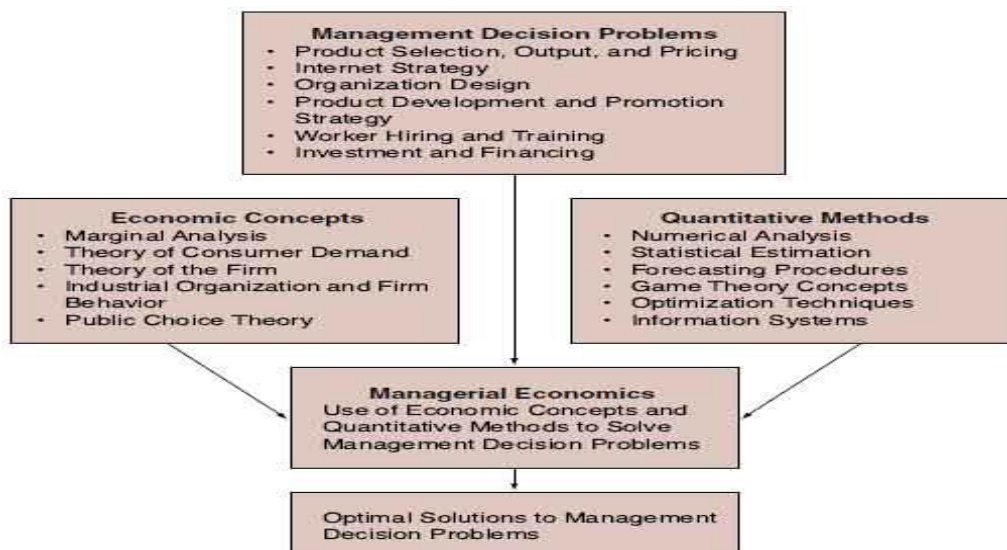 Management Decision Problems
• Product Selection, Output, and Pricing
• Internet Strategy
• Organization Design
• Product Development and Promotion
Strategy
• Worker Hiring and Training
• Investment and Financing
Economic Concepts
• Marginal Analysis
• Theory of Consumer Demand
• Theory of the Firm
• Industrial Organization and Firm
Behavior
• Public Choice Theory
Quantitative Methods
• Numerical Analysis
• Statistical Estimation
• Forecasting Procedures
• Game Theory Concepts
• Optimization Techniques
• Information Systems
Managerial Economics
Use of Economic Concepts and
Quantitative Methods to Solve
Management Decision Problems
Optimal Solutions to Management
Decision Problems